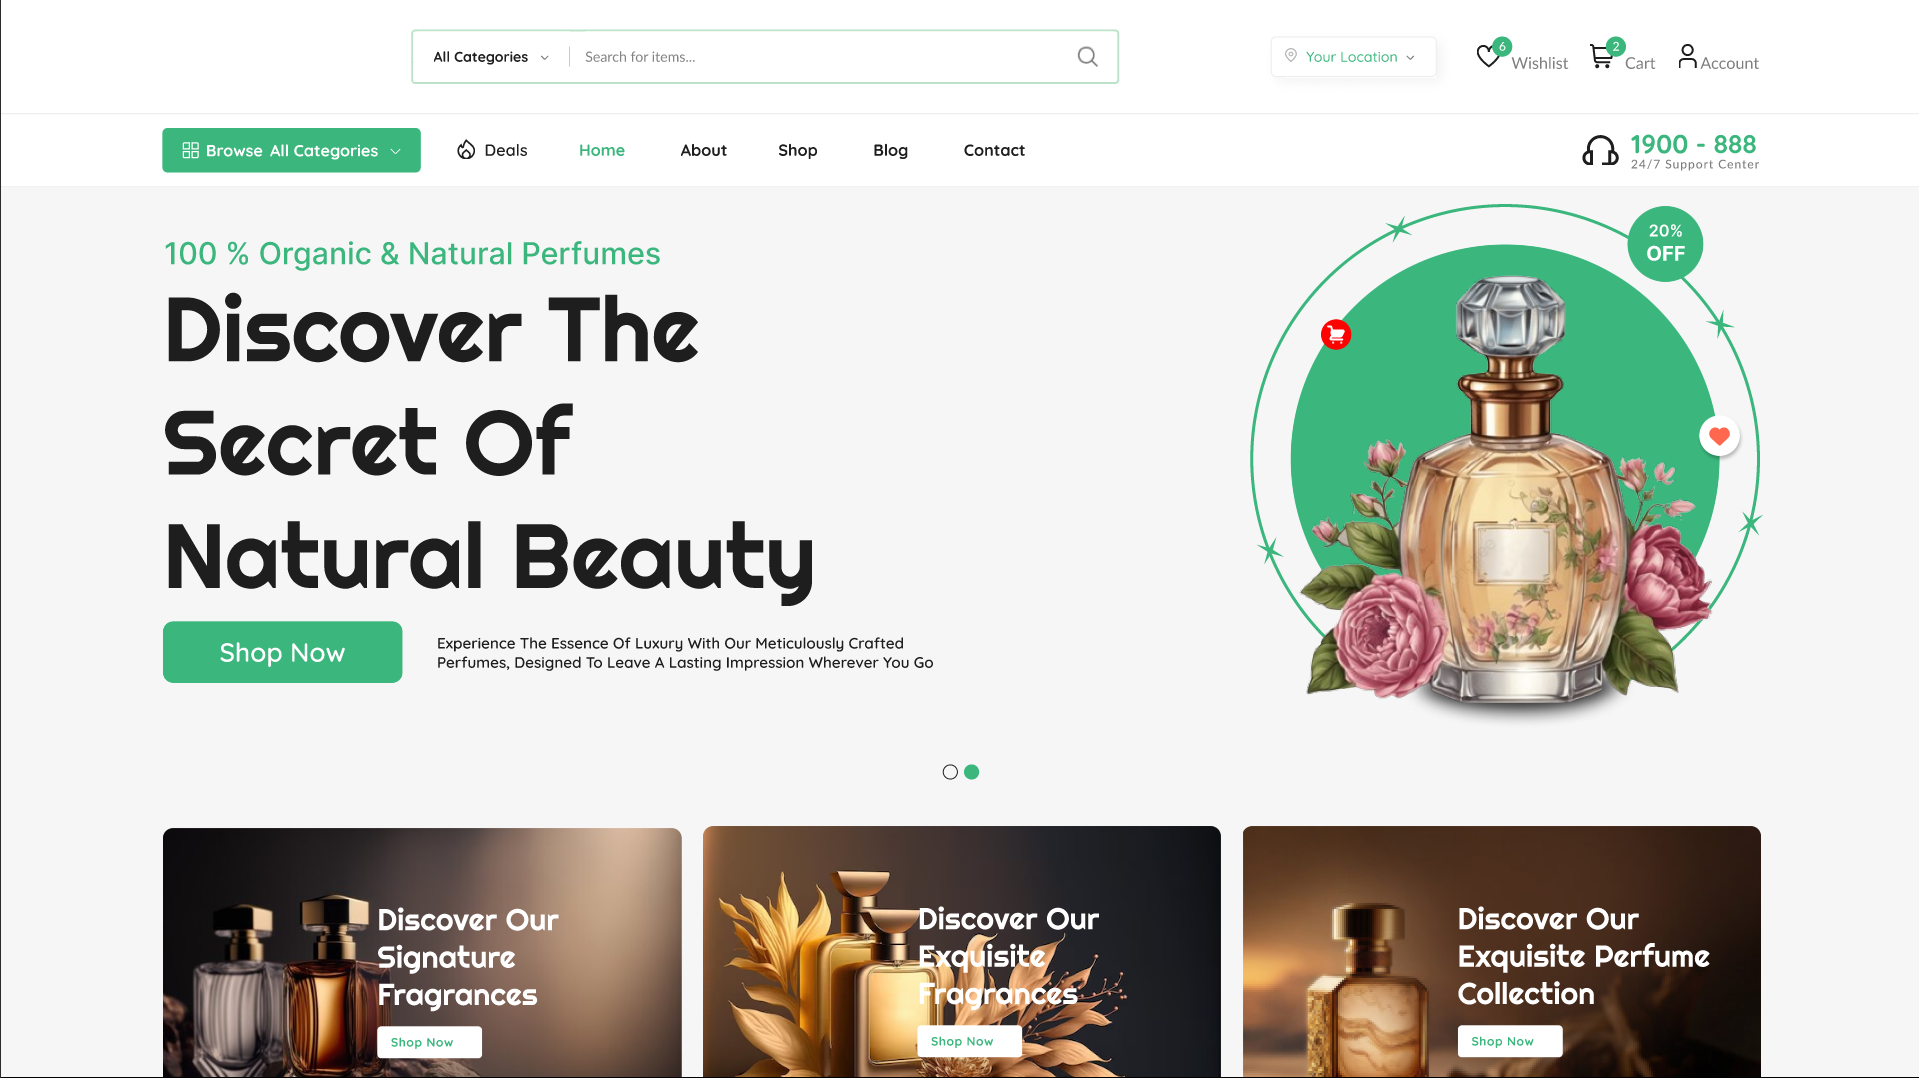 All Categories
Search for items...
Your Location
6
Wishlist
2
Cart
Account
Browse All Categories
Deals
Home
About
Shop
Blog
Contact
1900 - 888
24/7 Support Center
100 % Organic & Natural Perfumes
Discover The
Secret Of
Natural Beauty
Shop Now
Experience The Essence Of Luxury With Our Meticulously Crafted
Perfumes, Designed To Leave A Lasting Impression Wherever You Go
20%
OFF
Discover Our
Signature
Fragrances
Shop Now
Discover Our
Exquisite
Fragrances
Shop Now
Discover Our
Exquisite Perfume
Collection
Shop Now